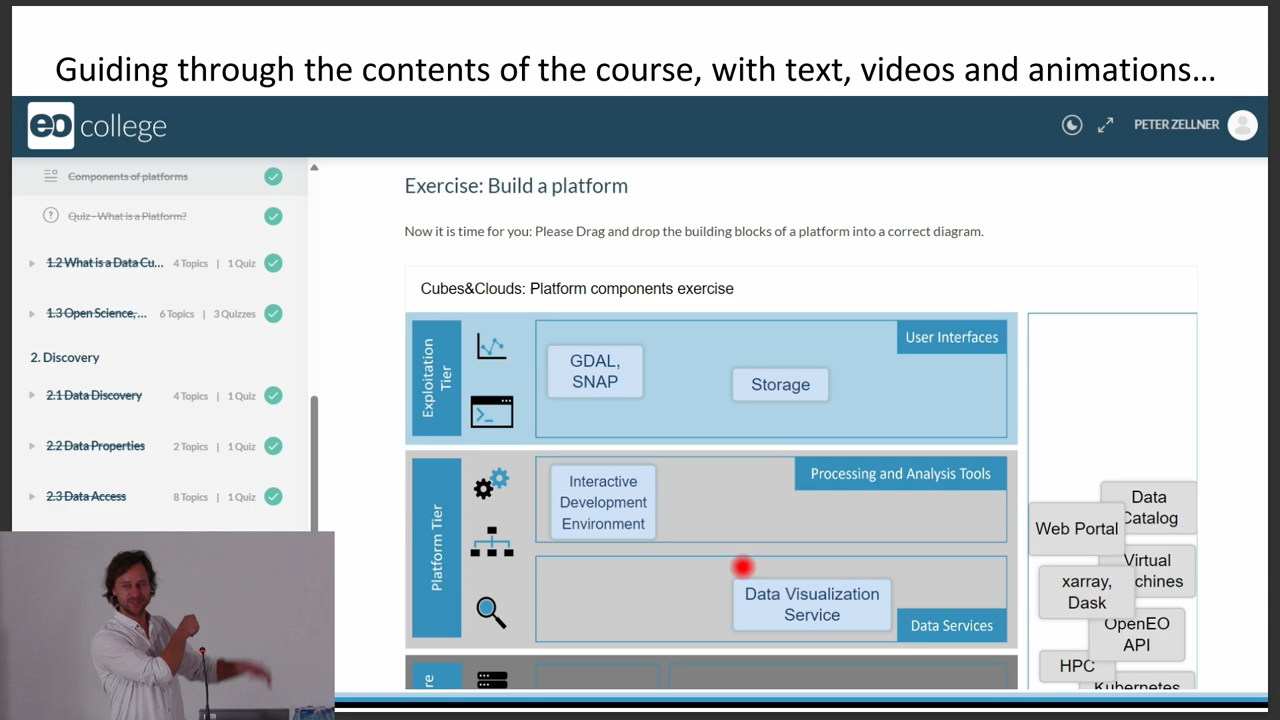 Guiding through the contents of the course, with text, videos and animations...
eo college
PETER ZELLNER
Components of platforms
Quiz - What is a Platform?
1.2 What is a Data Cu... 4 Topics | 1 Quiz
1.3 Open Science, ... 6 Topics | 3 Quizzes
2. Discovery
2.1 Data Discovery 4 Topics | 1 Quiz
2.2 Data Properties 2 Topics | 1 Quiz
2.3 Data Access 8 Topics | 1 Quiz
Exercise: Build a platform
Now it is time for you: Please Drag and drop the building blocks of a platform into a correct diagram.
Cubes&Clouds: Platform components exercise
Exploitation
Tier
User Interfaces
GDAL,
SNAP
Storage
Platform Tier
Processing and Analysis Tools
Interactive
Development
Environment
Data Visualization
Service
Data Services
re
Data
Catalog
Web Portal
Virtual
chines
xarray,
Dask
OpenEO
API
HPC
Kubernetes